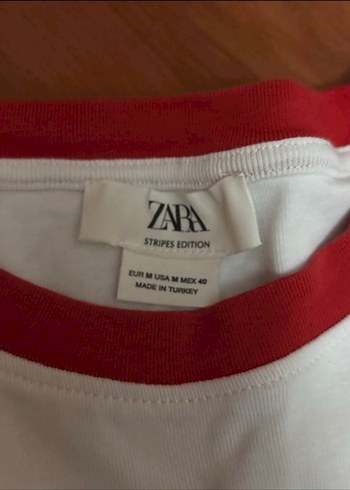 ZARA
STRIPES EDITION
EUR M USA M MEX 40
MADE IN TURKEY